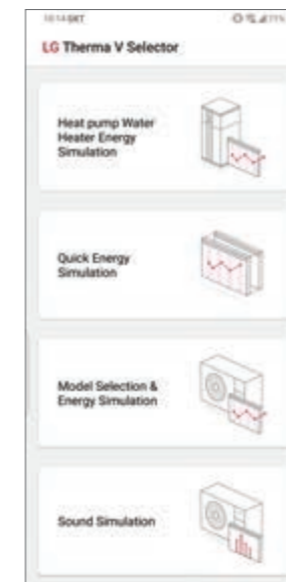 LG Therma V Selector
Heat pump Water
Heater Energy
Simulation
Quick Energy
Simulation
Model Selection &
Energy Simulation
Sound Simulation